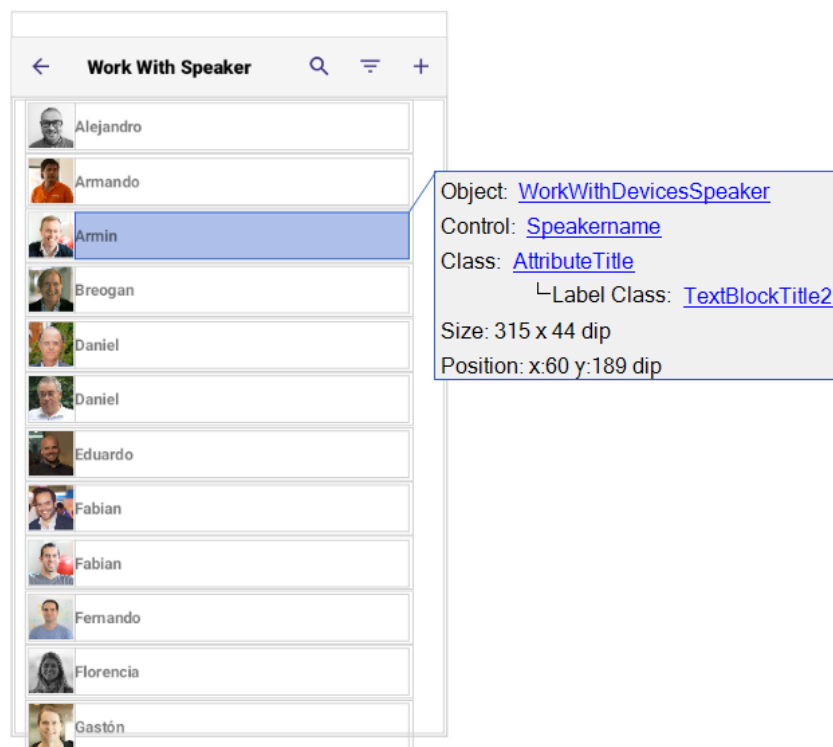 Work With Speaker
Alejandro
Armando
Armin
Breogan
Daniel
Daniel
Eduardo
Fabian
Fabian
Fernando
Florencia
Gastón
Object: WorkWithDevicesSpeaker
Control: Speakername
Class: AttributeTitle
Label Class: TextBlockTitle2
Size: 315 x 44 dip
Position: x:60 y:189 dip